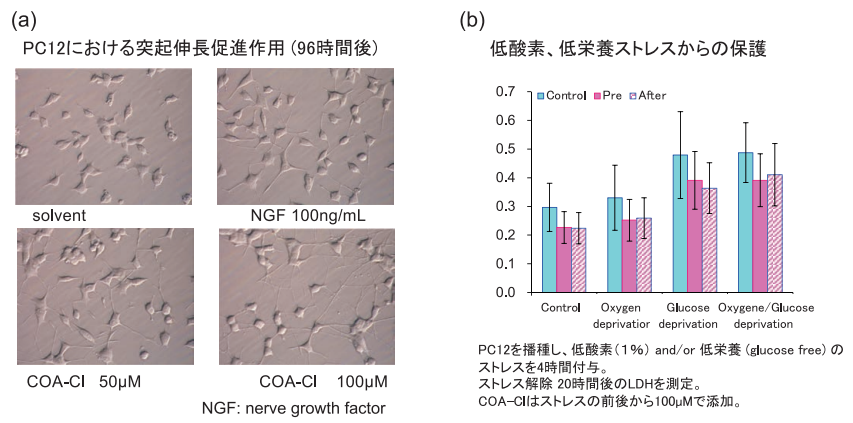 (a)
PC12における突起伸長促進作用(96時間後)
solvent
NGF 100ng/mL
COA-Cl 50μM
COA-Cl 100μM
NGF: nerve growth factor
(b)
低酸素、低栄養ストレスからの保護
0.7
0.6
0.5
0.4
0.3
0.2
0.1
0.0
Control Pre After
Control
Oxygen
deprivatior
Glucose
deprivation
Oxygene/Glucose
deprivation
PC12を播種し、低酸素(1%) and/or 低栄養 (glucose free) の
ストレスを4時間付与。
ストレス解除 20時間後のLDHを測定。
COA-Clはストレスの前後から100μMで添加。